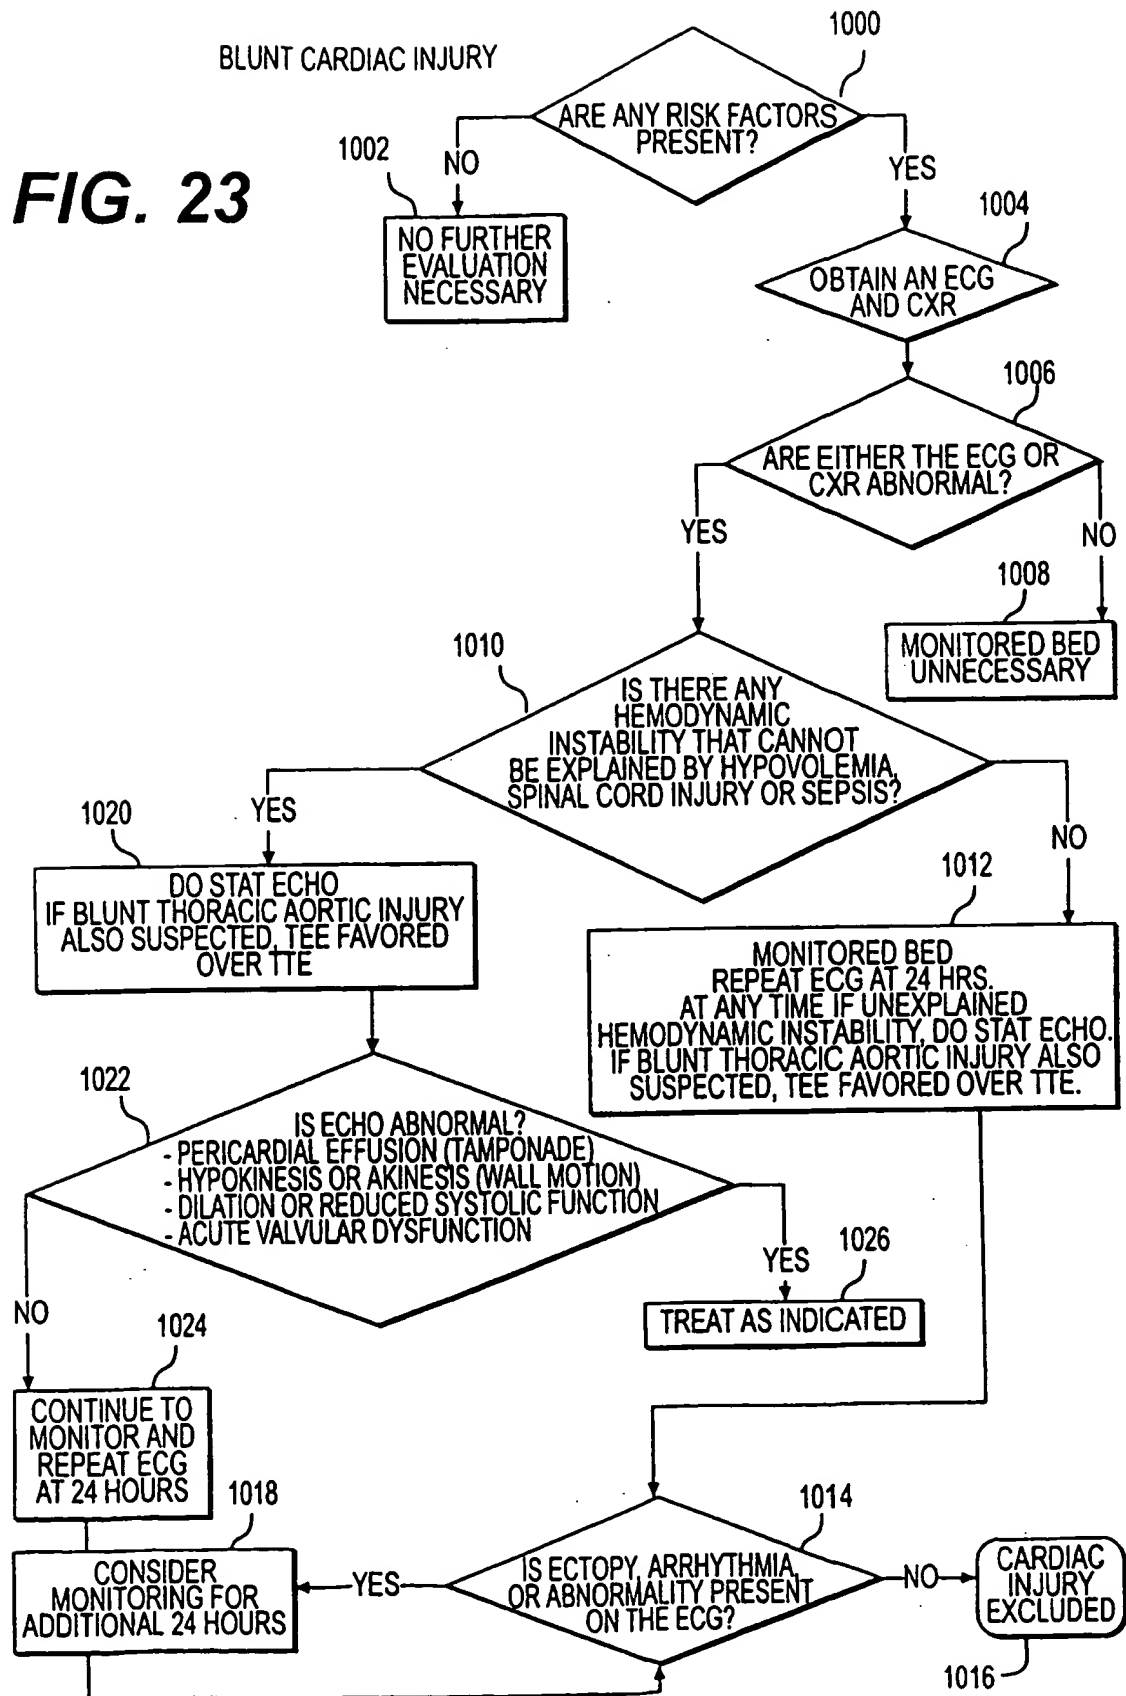 BLUNT CARDIAC INJURY
1000
ARE ANY RISK FACTORS
PRESENT?
FIG. 23
1002
NO
YES
NO FURTHER
EVALUATION
NECESSARY
1004
OBTAIN AN ECG
AND CXR
1006
ARE EITHER THE ECG OR
CXR ABNORMAL?
YES
NO
1008
MONITORED BED
UNNECESSARY
1010
IS THERE ANY
HEMODYNAMIC
INSTABILITY THAT CANNOT
BE EXPLAINED BY HYPOVOLEMIA,
SPINAL CORD INJURY OR SEPSIS?
YES
NO
1020
DO STAT ECHO
IF BLUNT THORACIC AORTIC INJURY
ALSO SUSPECTED, TEE FAVORED
OVER TTE
1012
MONITORED BED
REPEAT ECG AT 24 HRS.
AT ANY TIME IF UNEXPLAINED
HEMODYNAMIC INSTABILITY, DO STAT ECHO.
IF BLUNT THORACIC AORTIC INJURY ALSO
SUSPECTED, TEE FAVORED OVER TTE.
1022
IS ECHO ABNORMAL?
- PERICARDIAL EFFUSION (TAMPONADE)
- HYPOKINESIS OR AKINESIS (WALL MOTION)
- DILATION OR REDUCED SYSTOLIC FUNCTION
- ACUTE VALVULAR DYSFUNCTION
YES
1026
TREAT AS INDICATED
NO
1024
CONTINUE TO
MONITOR AND
REPEAT ECG
AT 24 HOURS
1018
CONSIDER
MONITORING FOR
ADDITIONAL 24 HOURS
YES
1014
IS ECTOPY, ARRHYTHMIA,
OR ABNORMALITY PRESENT
ON THE ECG?
NO
CARDIAC
INJURY
EXCLUDED
1016